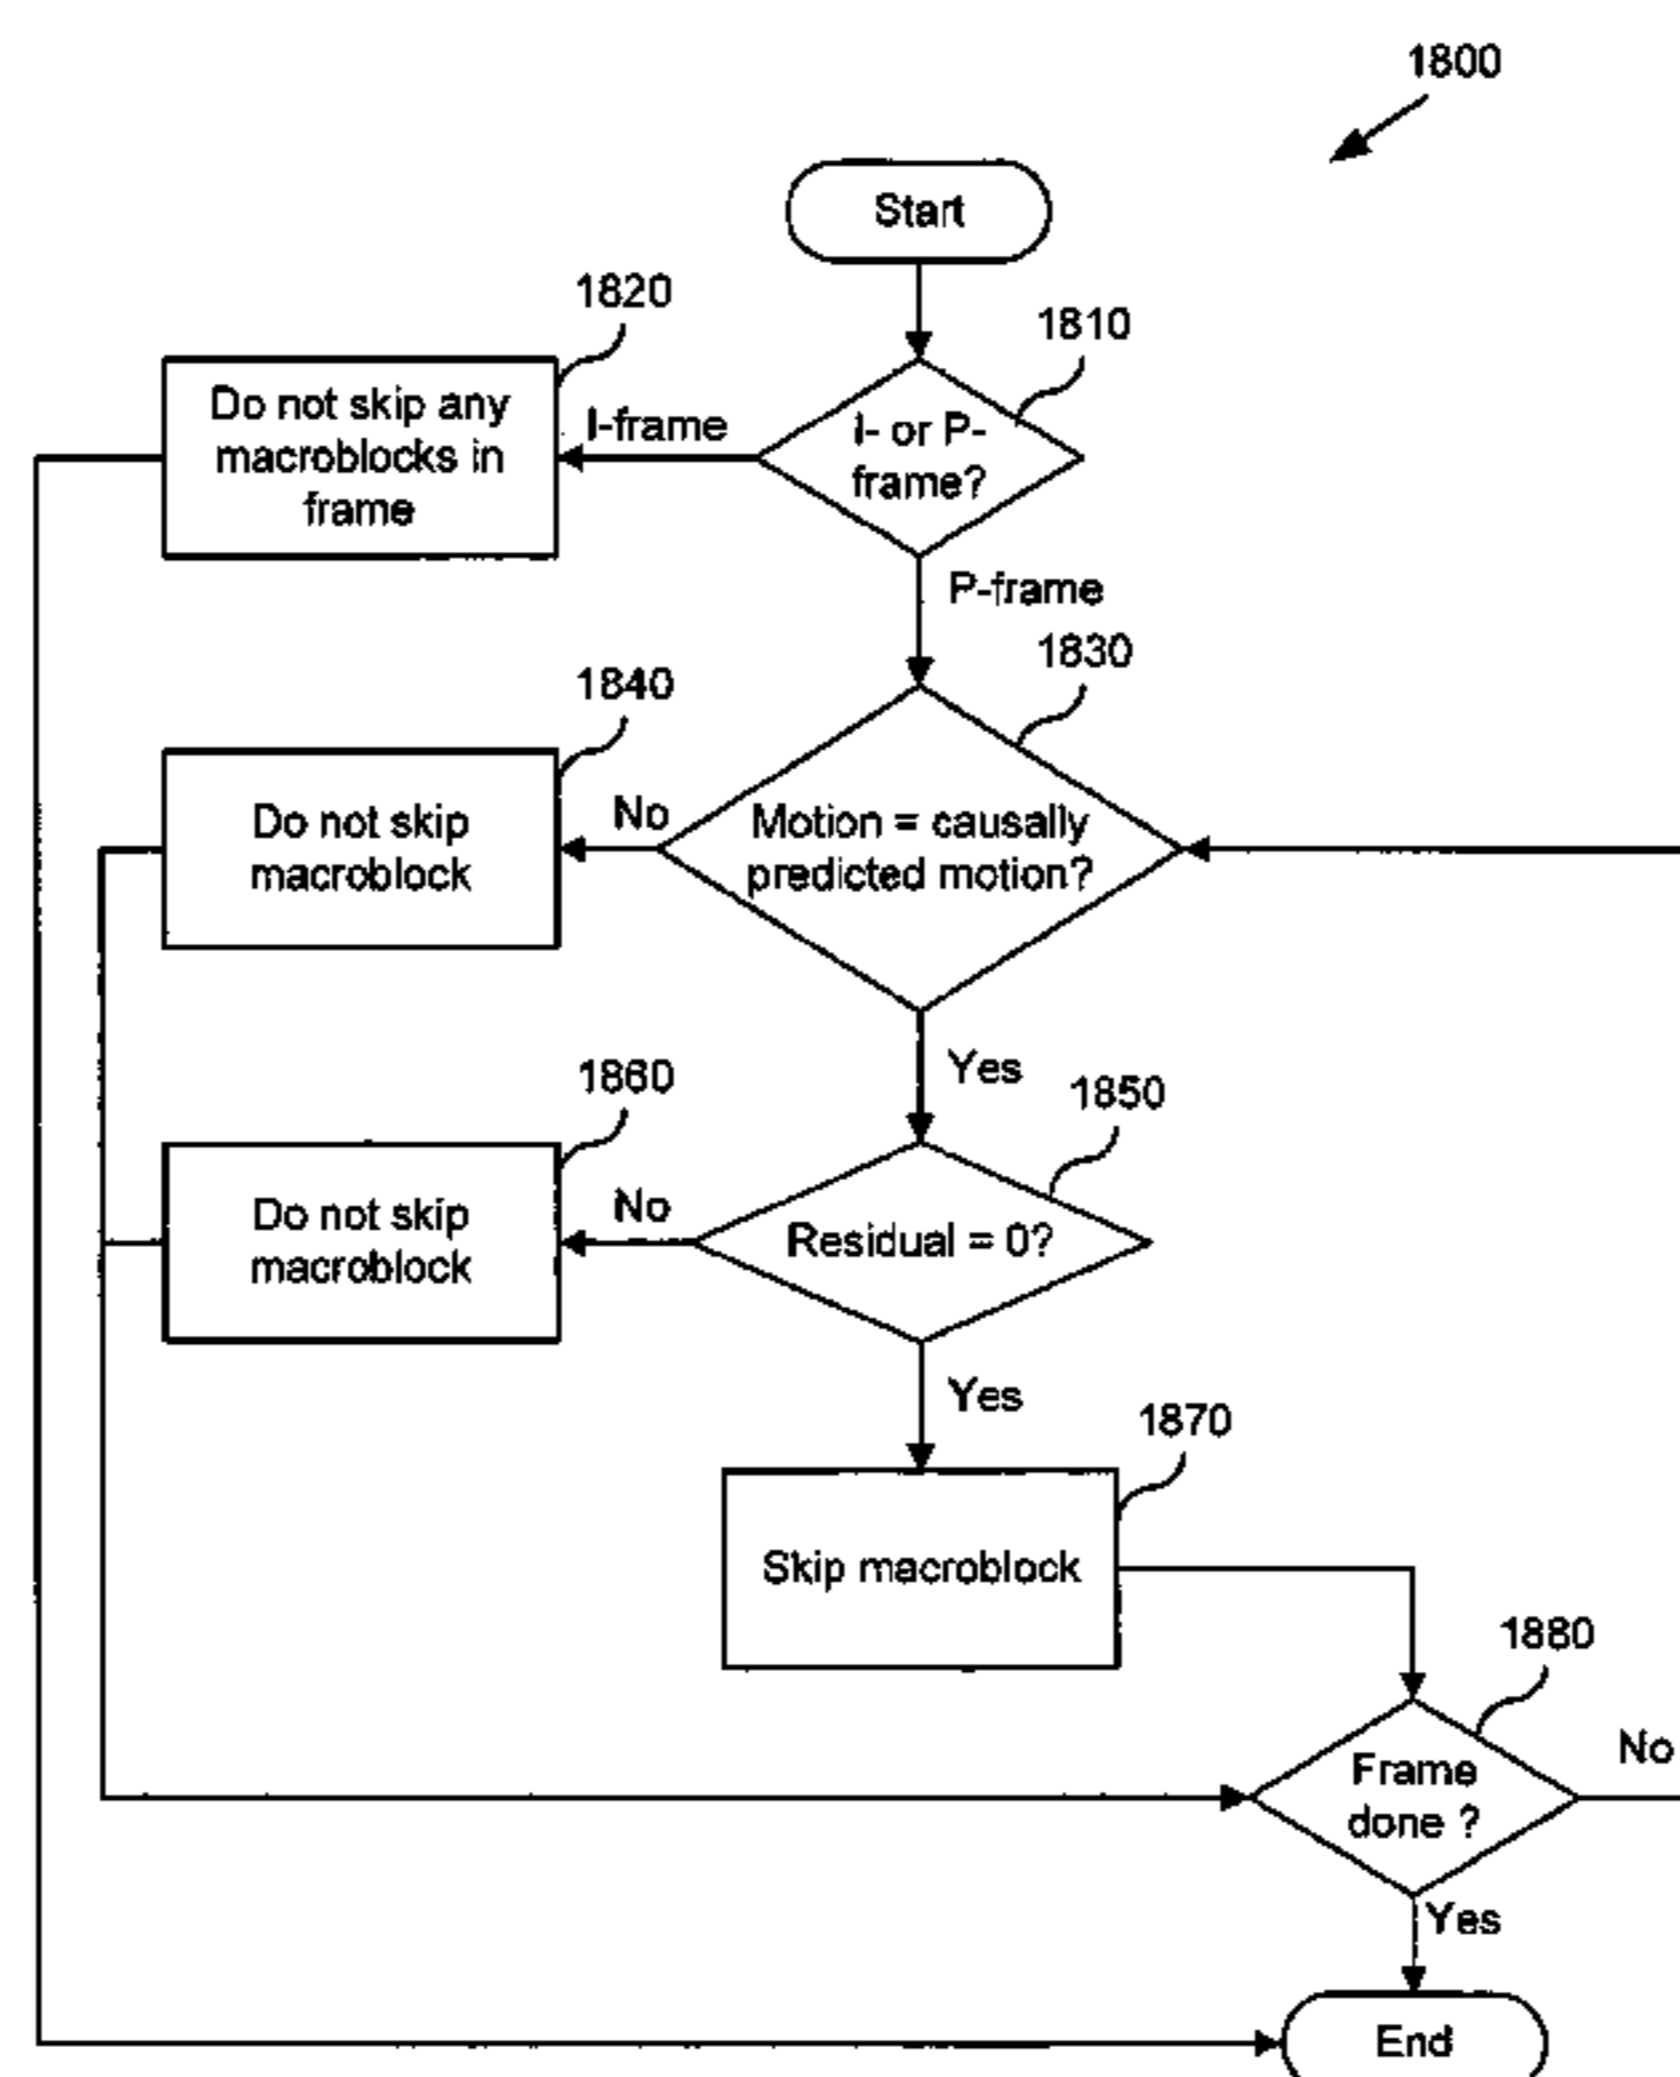 1800
Start
1820
1810
Do not skip any
macroblocks in
frame
I-frame
I- or P-
frame?
P-frame
1830
1840
Do not skip
macroblock
No
Motion = causally
predicted motion?
Yes
1850
1860
Do not skip
macroblock
No
Residual = 0?
Yes
1870
Skip macroblock
1880
Frame
done ?
No
Yes
End